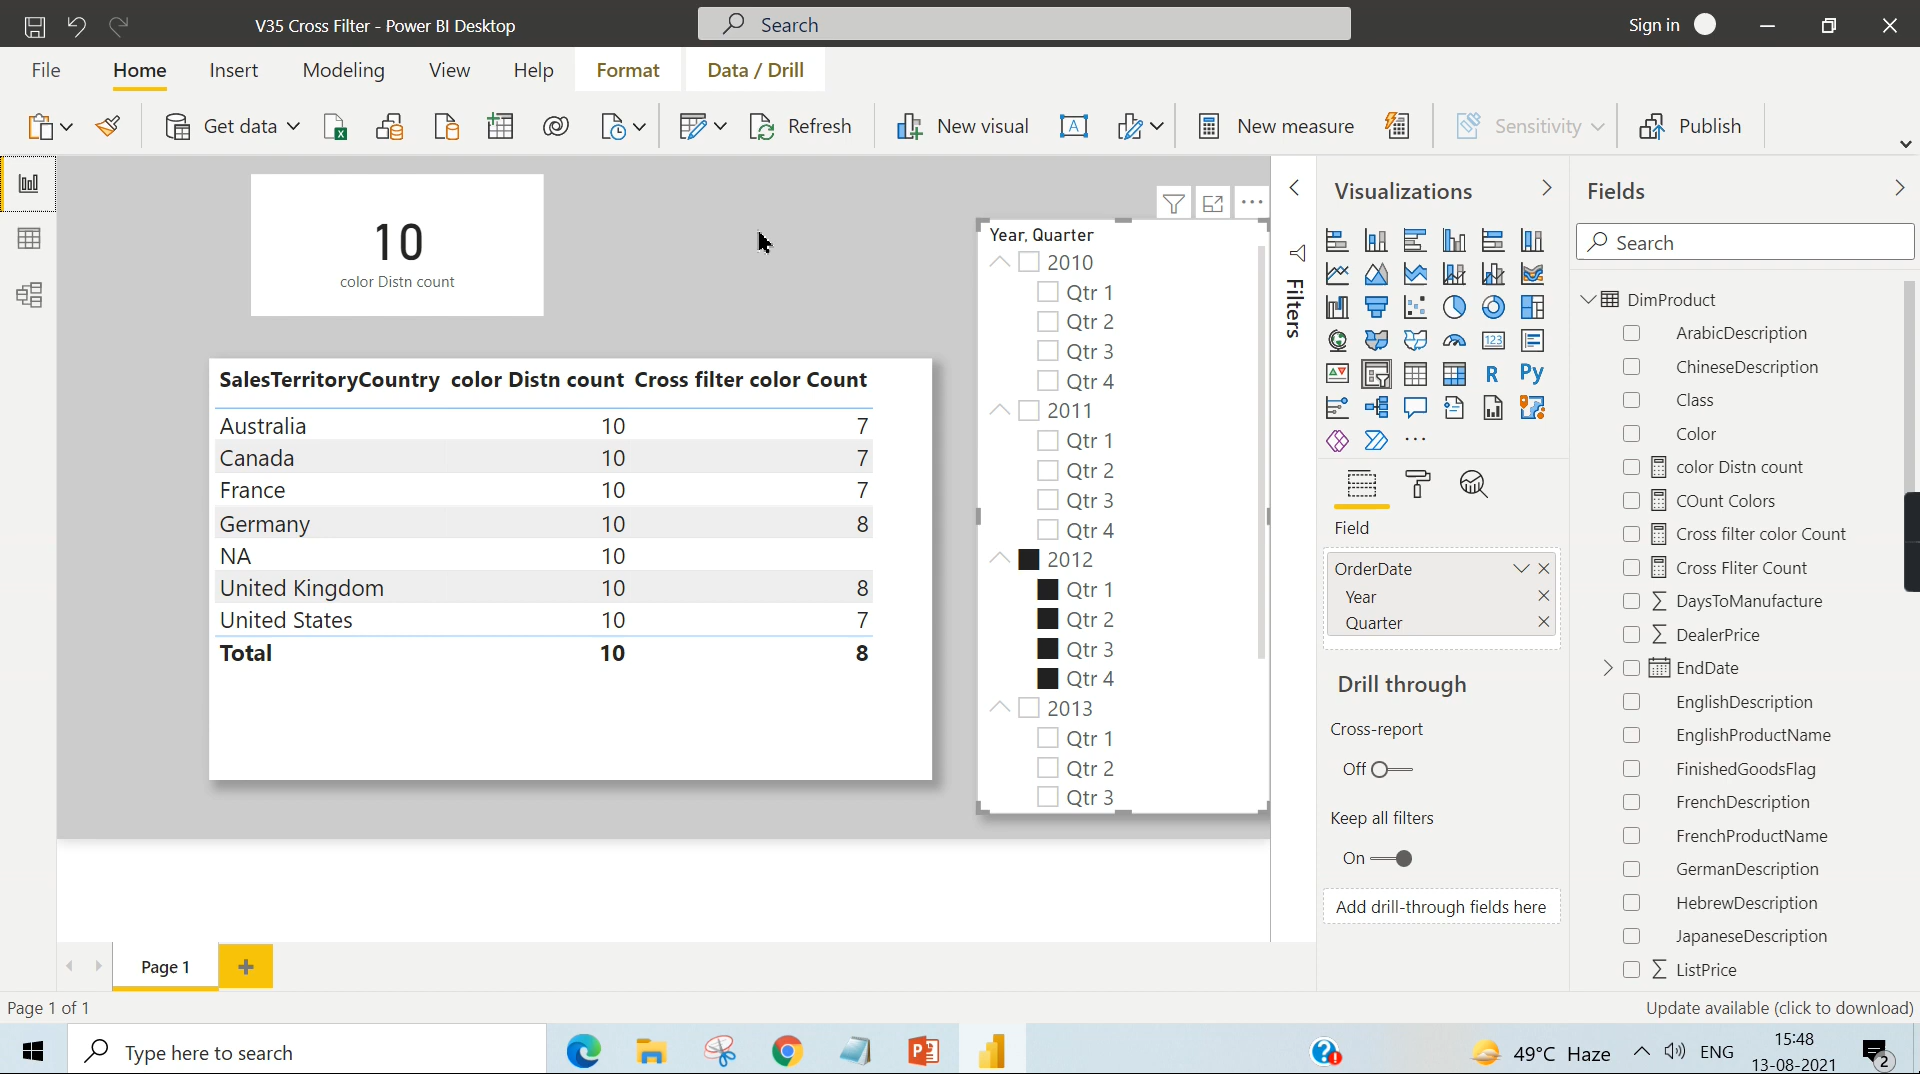 V35 Cross Filter - Power BI Desktop
Search
Sign in
File
Home
Insert
Modeling
View
Help
Format
Data / Drill
Get data
Refresh
New visual
New measure
Sensitivity
Publish
10
color Distn count
SalesTerritoryCountry color Distn count Cross filter color Count
Australia 10 7
Canada 10 7
France 10 7
Germany 10 8
NA 10
United Kingdom 10 8
United States 10 7
Total 10 8
Year, Quarter
2010
Qtr 1
Qtr 2
Qtr 3
Qtr 4
2011
Qtr 1
Qtr 2
Qtr 3
Qtr 4
2012
Qtr 1
Qtr 2
Qtr 3
Qtr 4
2013
Qtr 1
Qtr 2
Qtr 3
Filters
Visualizations
123
R
Py
Field
OrderDate
Year
Quarter
Drill through
Cross-report
Off
Keep all filters
On
Add drill-through fields here
Fields
Search
DimProduct
ArabicDescription
ChineseDescription
Class
Color
color Distn count
COunt Colors
Cross filter color Count
Cross Fliter Count
DaysToManufacture
DealerPrice
EndDate
EnglishDescription
EnglishProductName
FinishedGoodsFlag
FrenchDescription
FrenchProductName
GermanDescription
HebrewDescription
JapaneseDescription
ListPrice
Page 1
Page 1 of 1
Update available (click to download)
Type here to search
49°C Haze
ENG
15:48
13-08-2021
2